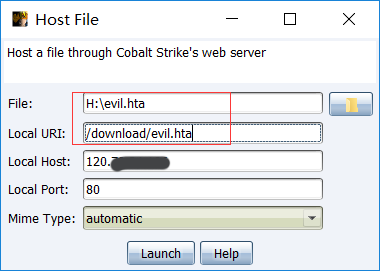 Host File
Host a file through Cobalt Strike's web server
File: H:\evil.hta
Local URI: /download/evil.hta
Local Host: 120.
Local Port: 80
Mime Type: automatic
Launch Help